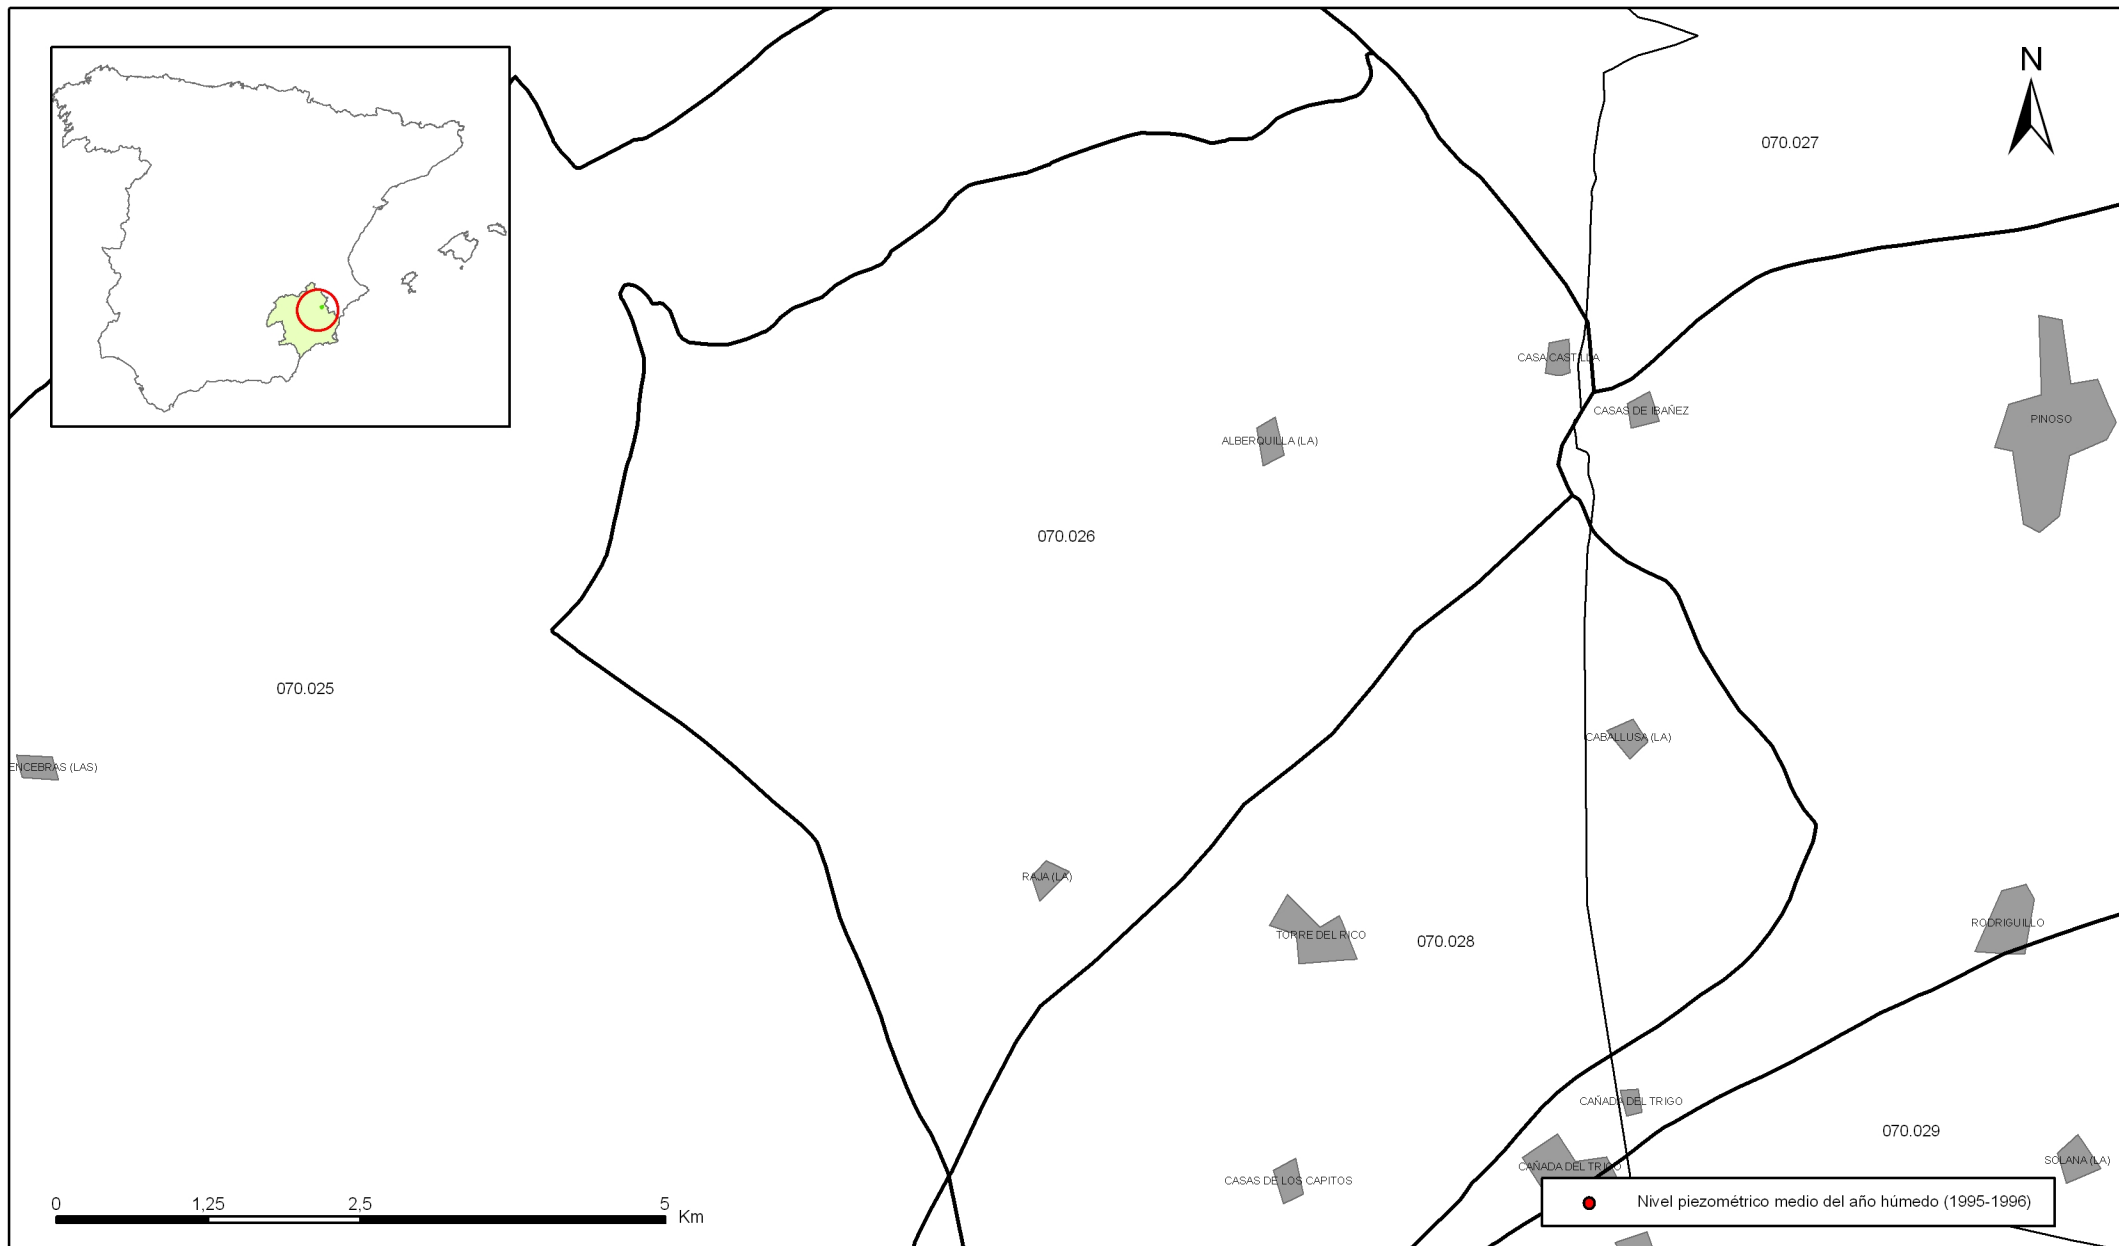 N
070.027
CASA CASTILLA
CASAS DE IBAÑEZ
PINOSO
ALBERQUILLA (LA)
070.026
070.025
CABALLUSA (LA)
ENCEBRAS (LAS)
RAJA (LA)
TORRE DEL RICO
070.028
RODRIGUILLO
CAÑADA DEL TRIGO
070.029
CAÑADA DEL TRIGO
SOLANA (LA)
CASAS DE LOS CAPITOS
0 1,25 2,5 5 Km
Nivel piezométrico medio del año húmedo (1995-1996)